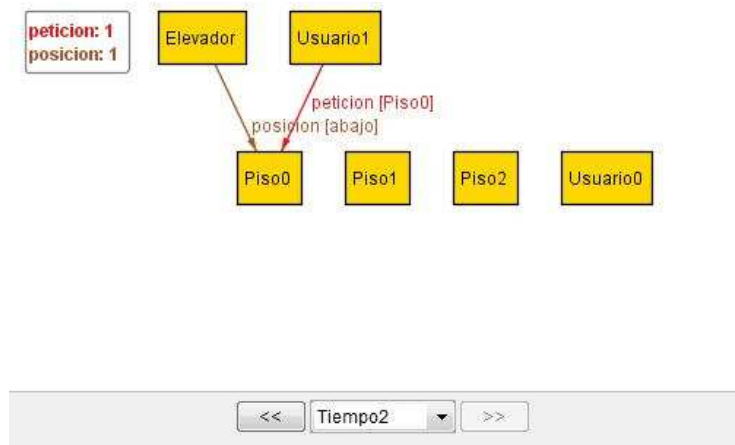 peticion: 1
posicion: 1
Elevador
Usuario1
peticion [Piso0]
posicion [abajo]
Piso0
Piso1
Piso2
Usuario0
<<
Tiempo2
>>